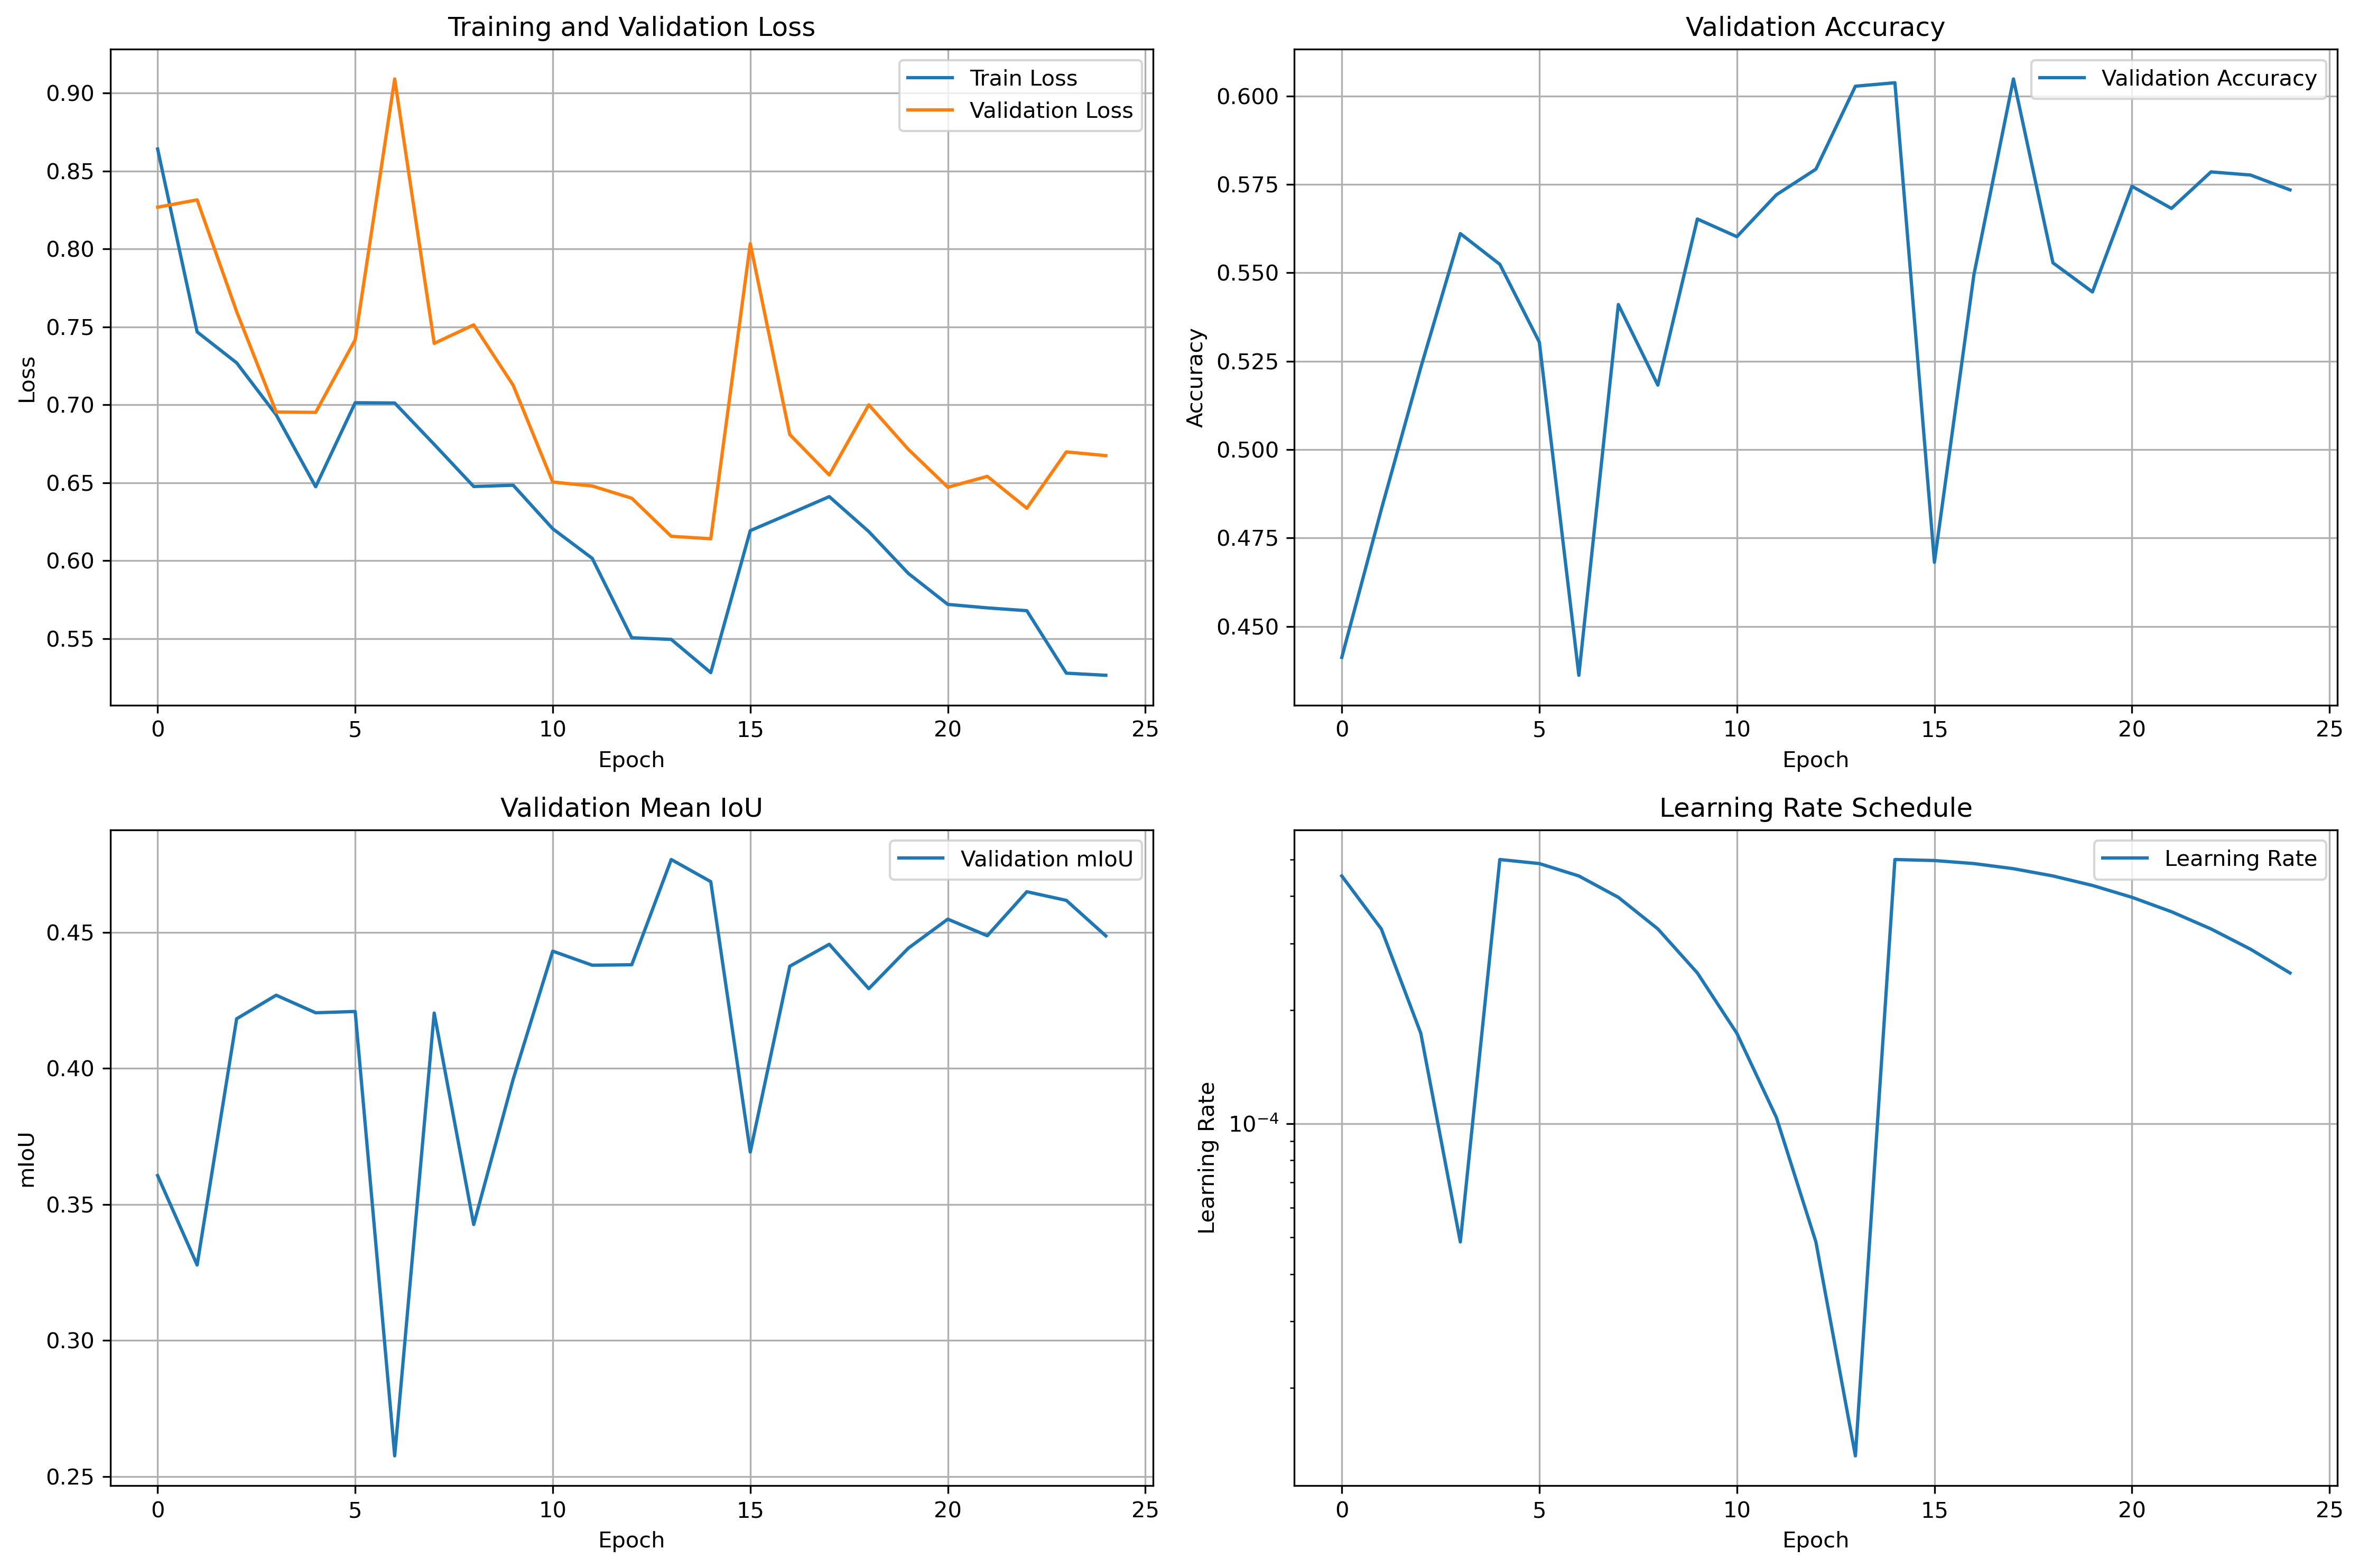 Training and Validation Loss
Loss
0.90
0.85
0.80
0.75
0.70
0.65
0.60
0.55
Train Loss
Validation Loss
0 5 10 15 20 25
Epoch
Validation Accuracy
Accuracy
0.600
0.575
0.550
0.525
0.500
0.475
0.450
Validation Accuracy
0 5 10 15 20 25
Epoch
Validation Mean IoU
mIoU
0.45
0.40
0.35
0.30
0.25
Validation mIoU
0 5 10 15 20 25
Epoch
Learning Rate Schedule
Learning Rate
10⁻⁴
Learning Rate
0 5 10 15 20 25
Epoch